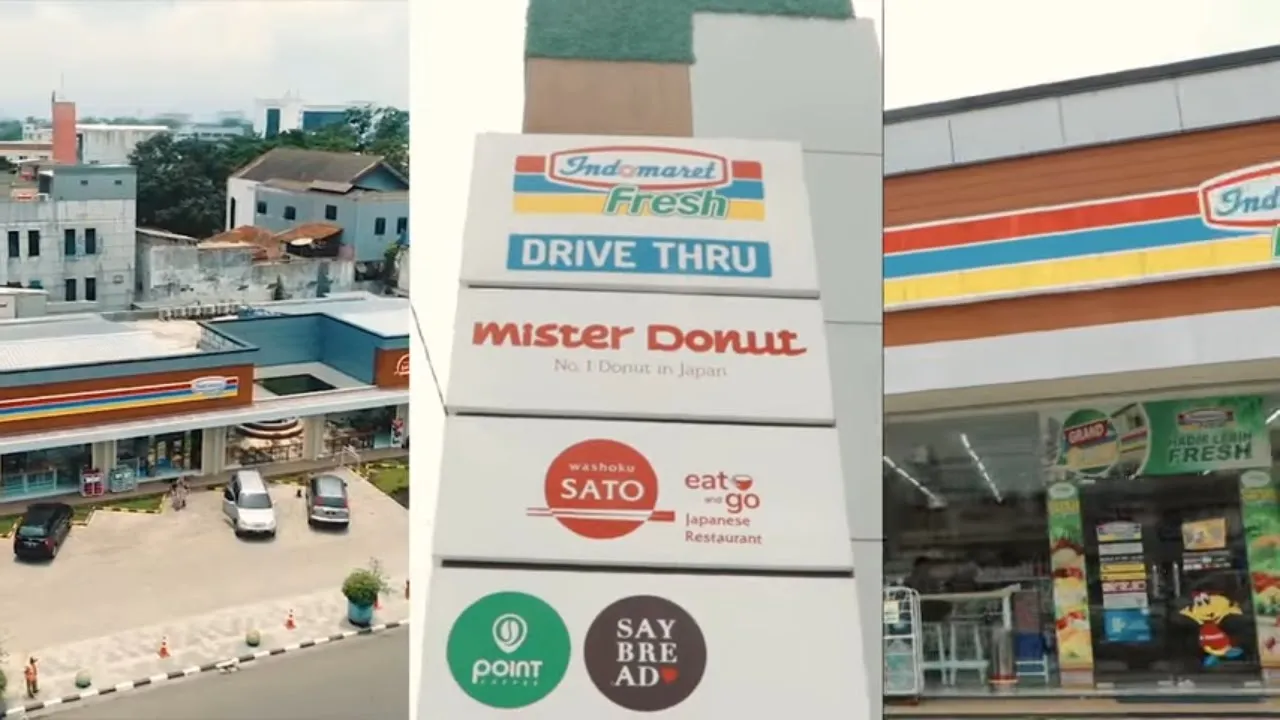 Indomaret
Fresh
DRIVE THRU
mister Donut
No. 1 Donut in Japan
washoku
SATO
eat
and go
Japanese
Restaurant
POINT
COFFEE
SAY
BRE
AD
Ind
GRAND
HADIR LEBIH
FRESH